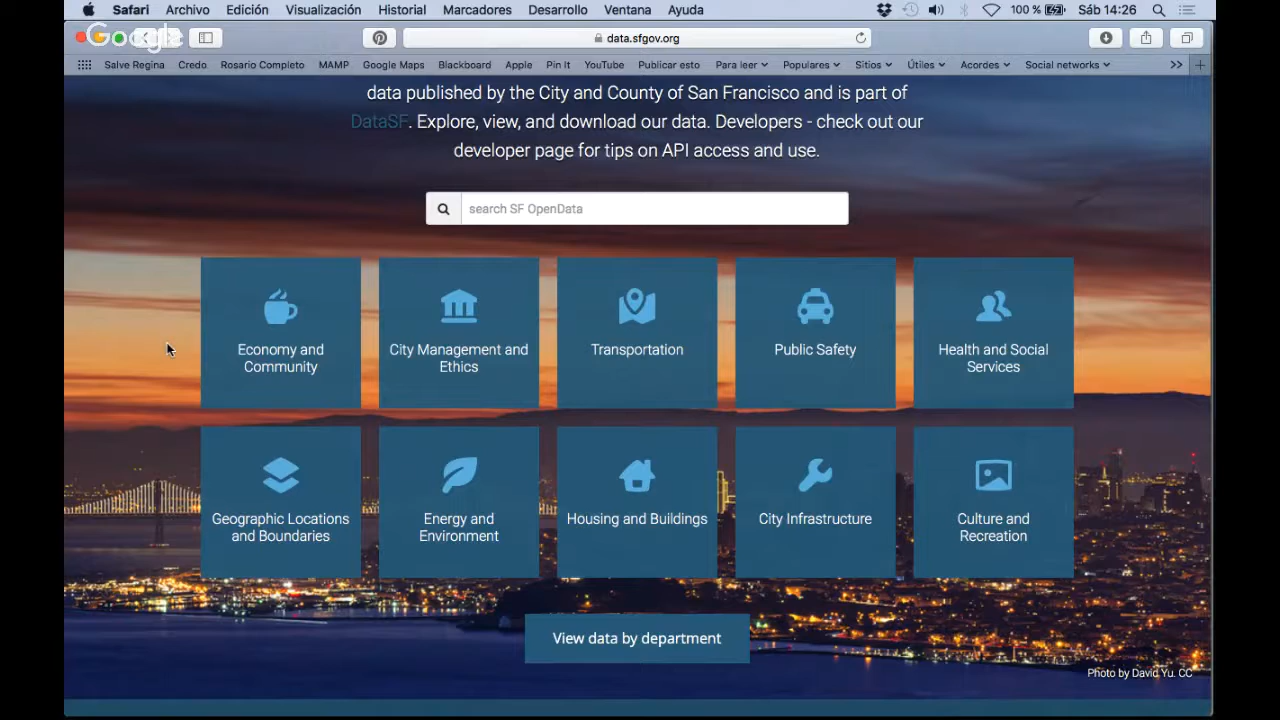 Safari Archivo Edición Visualización Historial Marcadores Desarrollo Ventana Ayuda 100 % Sáb 14:26
Google
data.sfgov.org
Salve Regina Credo Rosario Completo MAMP Google Maps Blackboard Apple Pin It YouTube Publicar esto Para leer Populares Sitios Útiles Acordes Social networks
data published by the City and County of San Francisco and is part of
DataSF. Explore, view, and download our data. Developers - check out our
developer page for tips on API access and use.
search SF OpenData
Economy and
Community
City Management and
Ethics
Transportation
Public Safety
Health and Social
Services
Geographic Locations
and Boundaries
Energy and
Environment
Housing and Buildings
City Infrastructure
Culture and
Recreation
View data by department
Photo by David Yu. CC